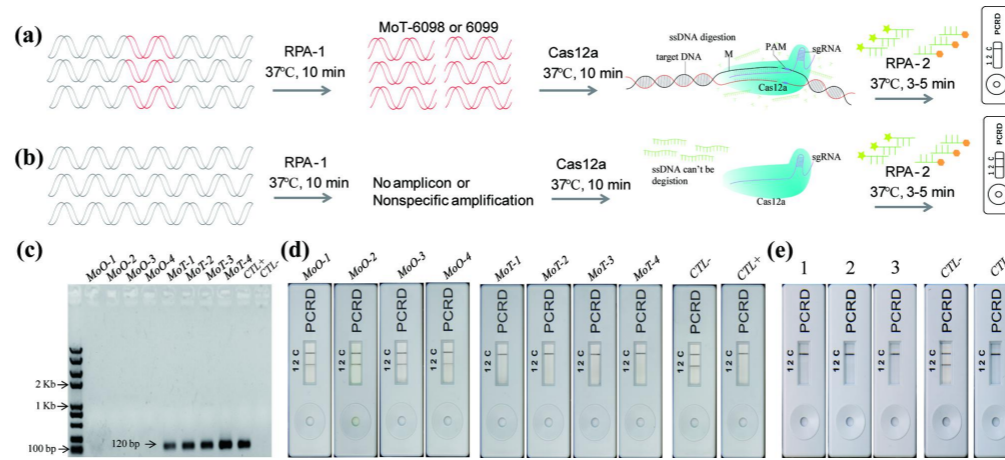 (a)
RPA-1
37℃, 10 min
MoT-6098 or 6099
Cas12a
37℃, 10 min
ssDNA digestion
target DNA
M
PAM
sgRNA
Cas12a
RPA-2
37℃, 3-5 min
PCRD
1 2 C
(b)
RPA-1
37℃, 10 min
No amplicon or
Nonspecific amplification
Cas12a
37℃, 10 min
ssDNA can't be
degistion
sgRNA
Cas12a
RPA-2
37℃, 3-5 min
PCRD
1 2 C
(c)
MoO-1
MoO-2
MoO-3
MoO-4
MoT-1
MoT-2
MoT-3
MoT-4
CTL+
CTL-
2 Kb
1 Kb
120 bp
100 bp
(d)
MoO-1
MoO-2
MoO-3
MoO-4
MoT-1
MoT-2
MoT-3
MoT-4
CTL-
CTL+
PCRD
PCRD
PCRD
PCRD
PCRD
PCRD
PCRD
PCRD
PCRD
PCRD
1 2 C
1 2 C
1 2 C
1 2 C
1 2 C
1 2 C
1 2 C
1 2 C
1 2 C
1 2 C
(e)
1
2
3
CTL-
CTL
PCRD
PCRD
PCRD
PCRD
PCRD
1 2 C
1 2 C
1 2 C
1 2 C
1 2 C